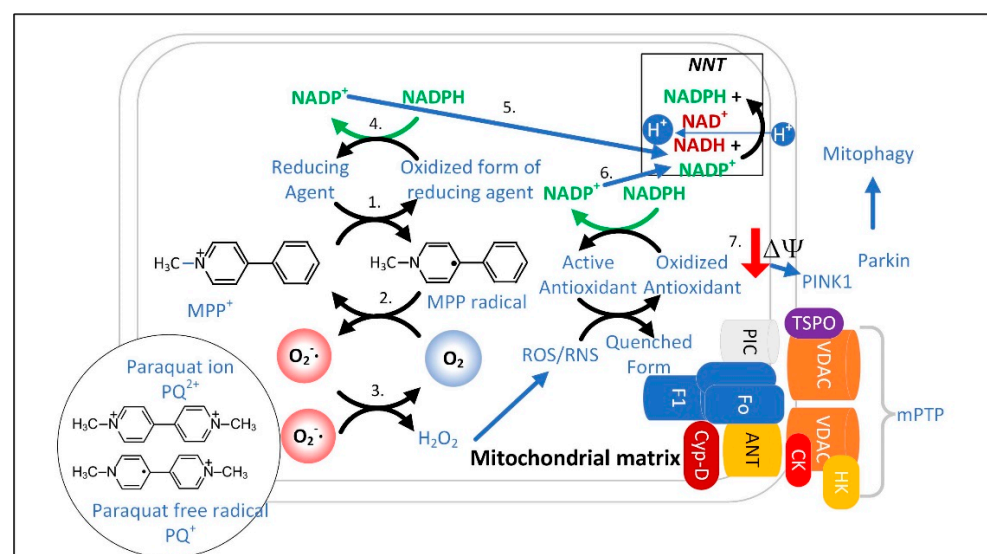 NNT
NADP+ NADPH 5.
NADPH +
4. H+ NAD+ H+
NADH +
NADP+
Reducing
Agent
Oxidized form of
reducing agent
6.
NADP+ NADPH
Mitophagy
1.
H₃C N+
MPP+
H₃C N •
MPP radical
Active
Antioxidant
Oxidized
Antioxidant
7. ΔΨ
Parkin
PINK1
2.
O₂⁻• O₂
ROS/RNS
Quenched
Form
PIC
TSPO
VDAC
F1
Fo
3.
O₂⁻• H₂O₂
Mitochondrial matrix
Cyp-D
ANT
CK
VDAC
HK
mPTP
Paraquat ion
PQ2+
H₃C N+ N+ CH₃
H₃C N • N+ CH₃
Paraquat free radical
PQ+